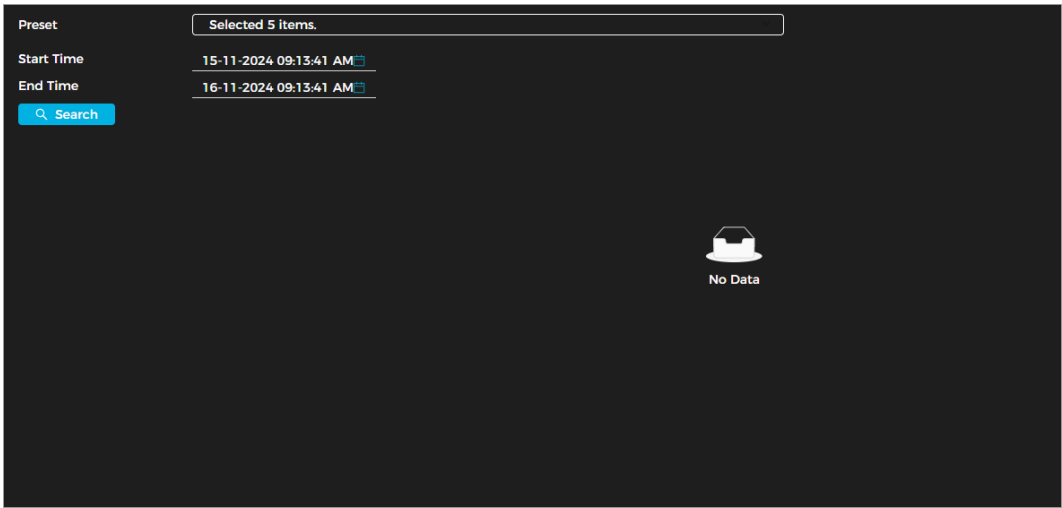 Preset Selected 5 items.
Start Time 15-11-2024 09:13:41 AM
End Time 16-11-2024 09:13:41 AM
Search
No Data